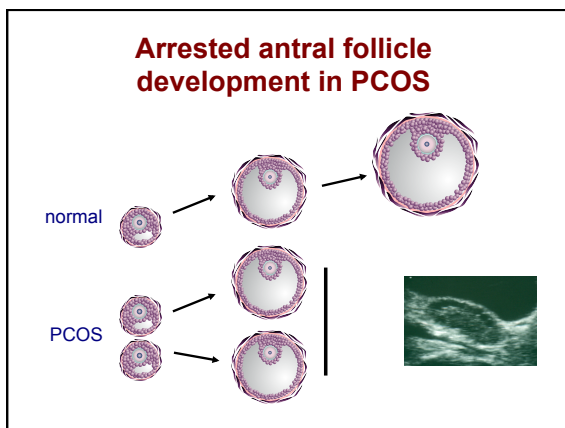 Arrested antral follicle
development in PCOS
normal
PCOS